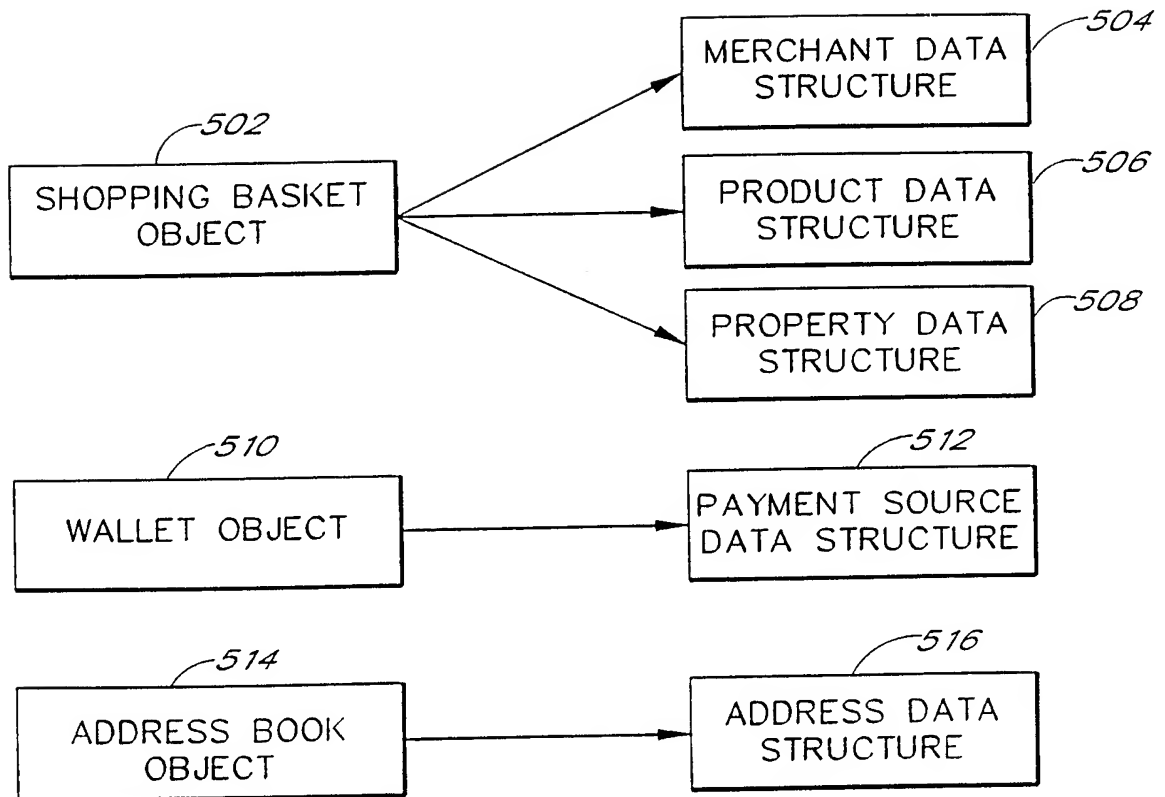 504
MERCHANT DATA
STRUCTURE
502
SHOPPING BASKET
OBJECT
506
PRODUCT DATA
STRUCTURE
508
PROPERTY DATA
STRUCTURE
510
WALLET OBJECT
512
PAYMENT SOURCE
DATA STRUCTURE
514
ADDRESS BOOK
OBJECT
516
ADDRESS DATA
STRUCTURE